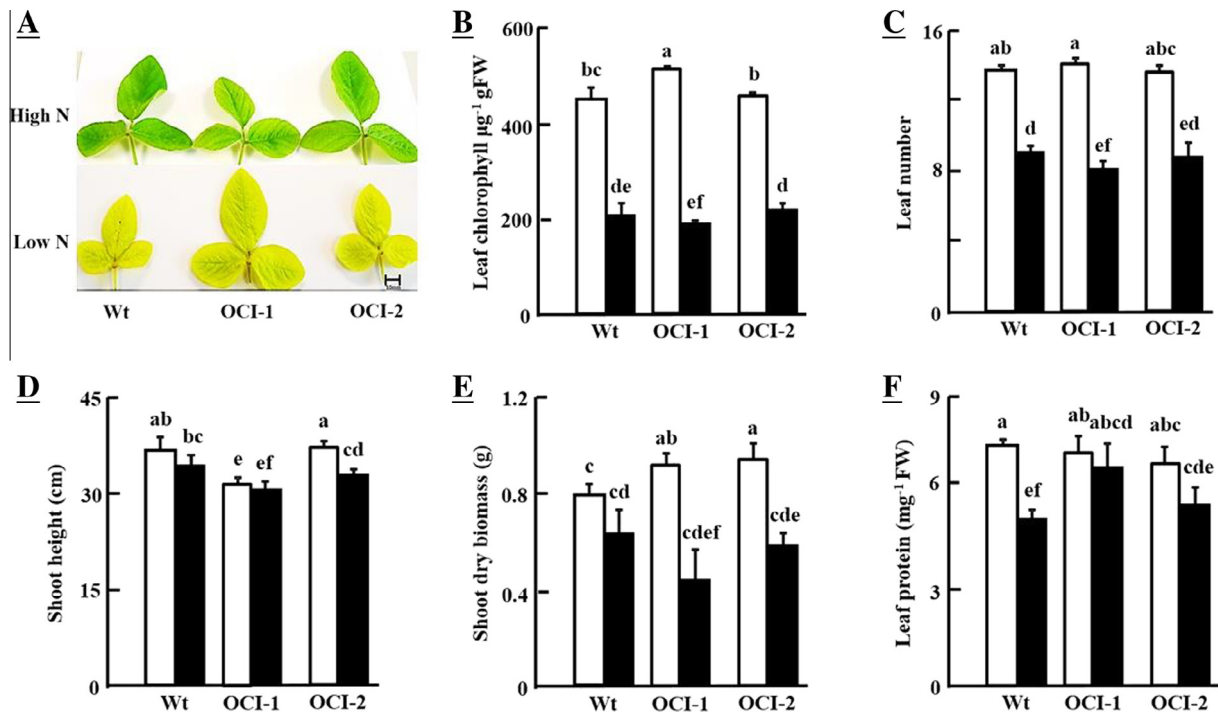 A
High N
Low N
Wt OCI-1 OCI-2
B
Leaf chlorophyll µg⁻¹ gFW
600
400
200
0
bc
de
a
ef
b
d
Wt OCI-1 OCI-2
C
Leaf number
16
8
0
ab
d
a
ef
abc
ed
Wt OCI-1 OCI-2
D
Shoot height (cm)
45
30
15
0
ab
bc
e ef
a
cd
Wt OCI-1 OCI-2
E
Shoot dry biomass (g)
1.2
0.8
0.4
0
c
cd
ab
cdef
a
cde
Wt OCI-1 OCI-2
F
Leaf protein (mg⁻¹ FW)
9
6
3
0
a
ef
ab abcd
abc
cde
Wt OCI-1 OCI-2